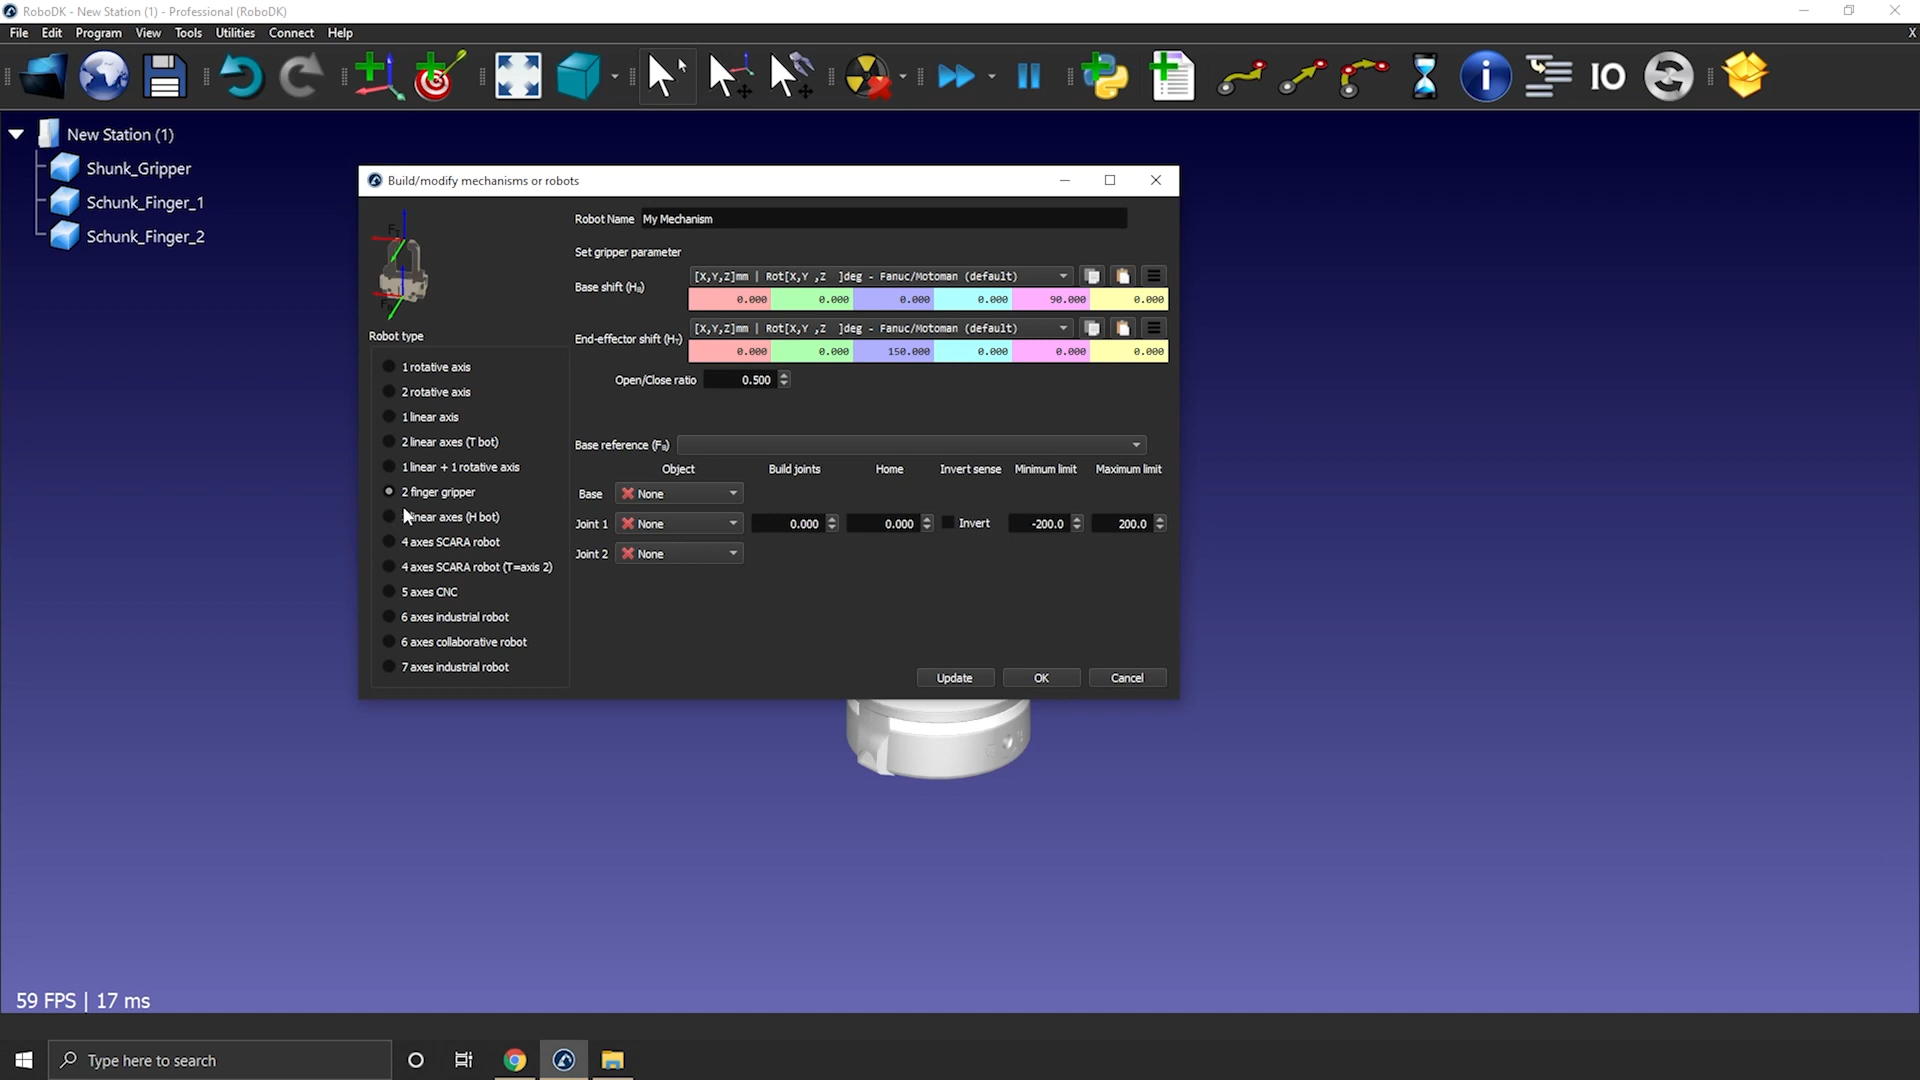 RoboDK - New Station (1) - Professional (RoboDK)
File Edit Program View Tools Utilities Connect Help X
IO
New Station (1)
Shunk_Gripper
Schunk_Finger_1
Schunk_Finger_2
Build/modify mechanisms or robots
Robot Name My Mechanism
Set gripper parameter
Base shift (H₀) [X,Y,Z]mm | Rot[X,Y ,Z ]deg - Fanuc/Motoman (default)
0.000 0.000 0.000 0.000 90.000 0.000
End-effector shift (Hₜ) [X,Y,Z]mm | Rot[X,Y ,Z ]deg - Fanuc/Motoman (default)
0.000 0.000 150.000 0.000 0.000 0.000
Open/Close ratio 0.500
Robot type
1 rotative axis
2 rotative axis
1 linear axis
2 linear axes (T bot)
1 linear + 1 rotative axis
2 finger gripper
linear axes (H bot)
4 axes SCARA robot
4 axes SCARA robot (T=axis 2)
5 axes CNC
6 axes industrial robot
6 axes collaborative robot
7 axes industrial robot
Base reference
Object Build joints Home Invert sense Minimum limit Maximum limit
Base None
Joint 1 None 0.000 0.000 Invert -200.0 200.0
Joint 2 None
Update OK Cancel
59 FPS | 17 ms
Type here to search